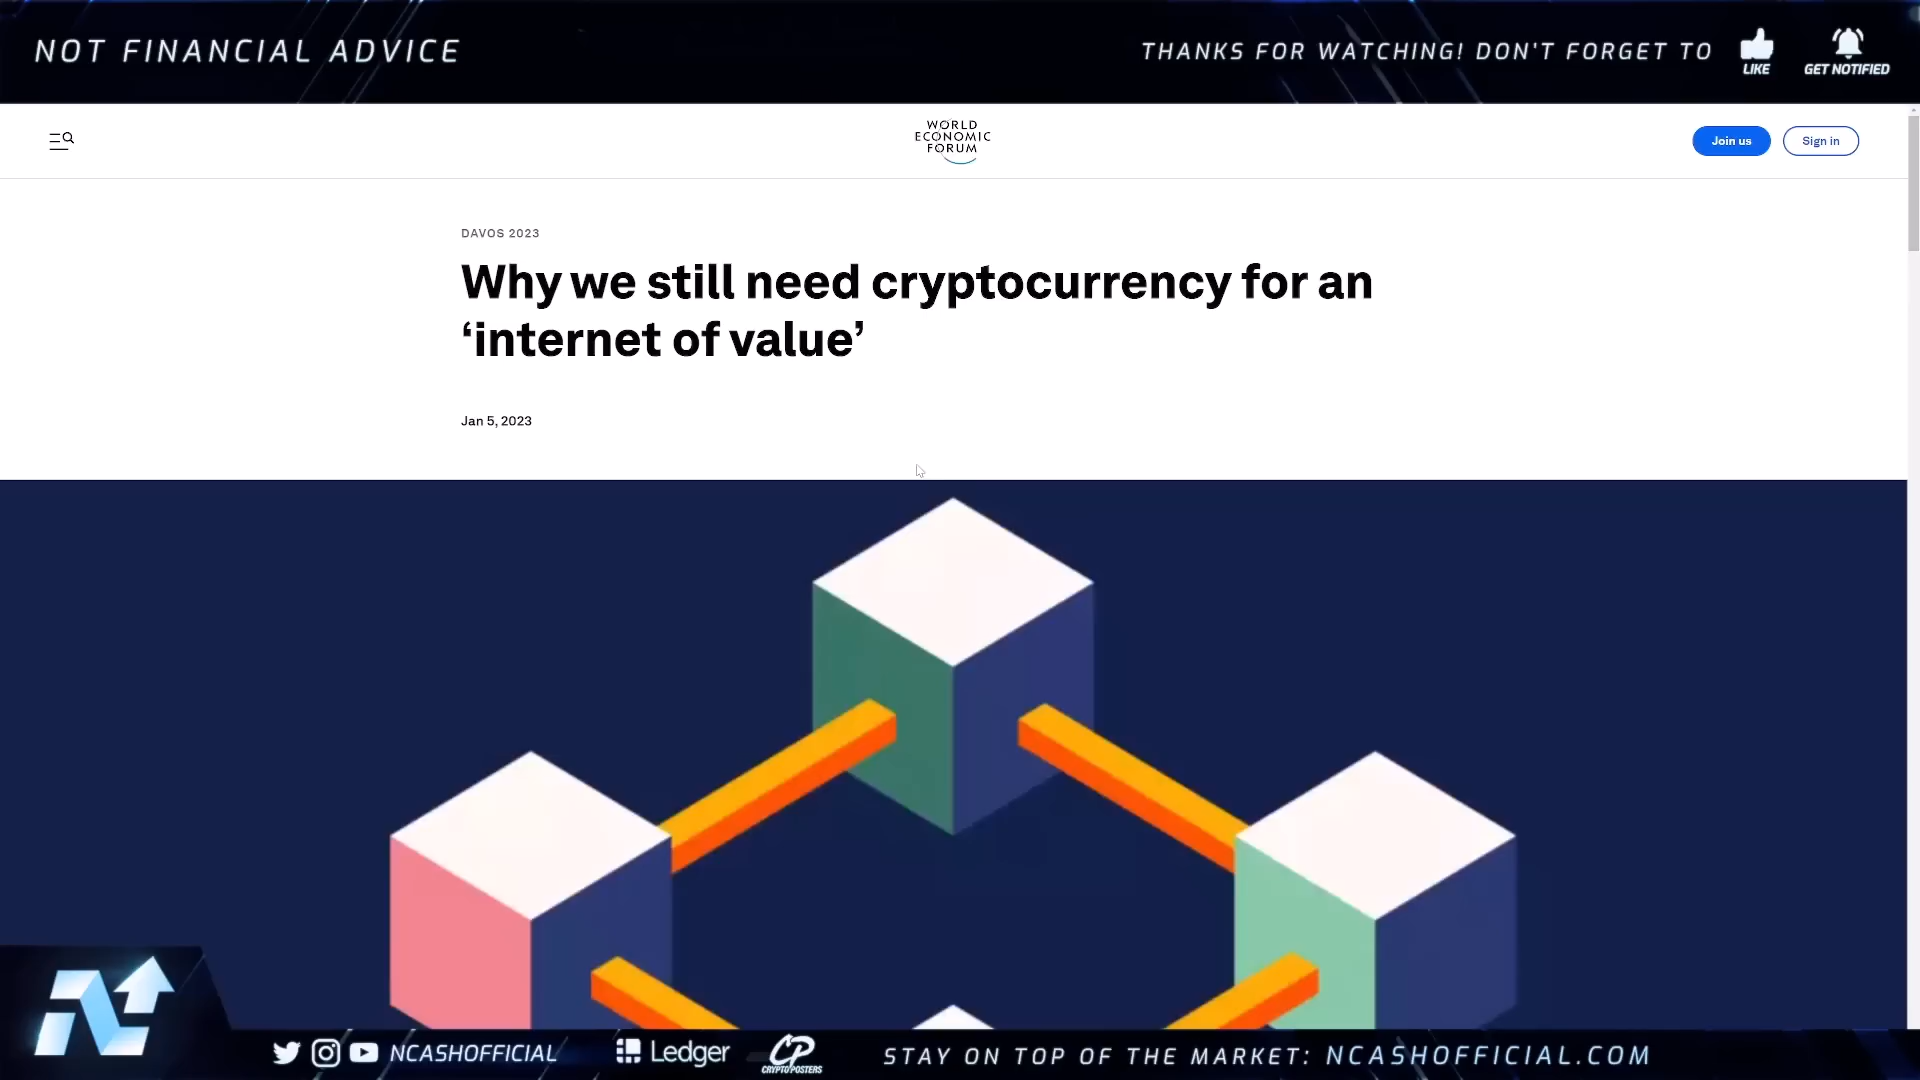 NOT FINANCIAL ADVICE
THANKS FOR WATCHING! DON'T FORGET TO
LIKE
GET NOTIFIED
WORLD
ECONOMIC
FORUM
Join us
Sign in
DAVOS 2023
Why we still need cryptocurrency for an
‘internet of value’
Jan 5, 2023
NCASHOFFICIAL
Ledger
CP
CRYPTOPOSTERS
STAY ON TOP OF THE MARKET: NCASHOFFICIAL.COM